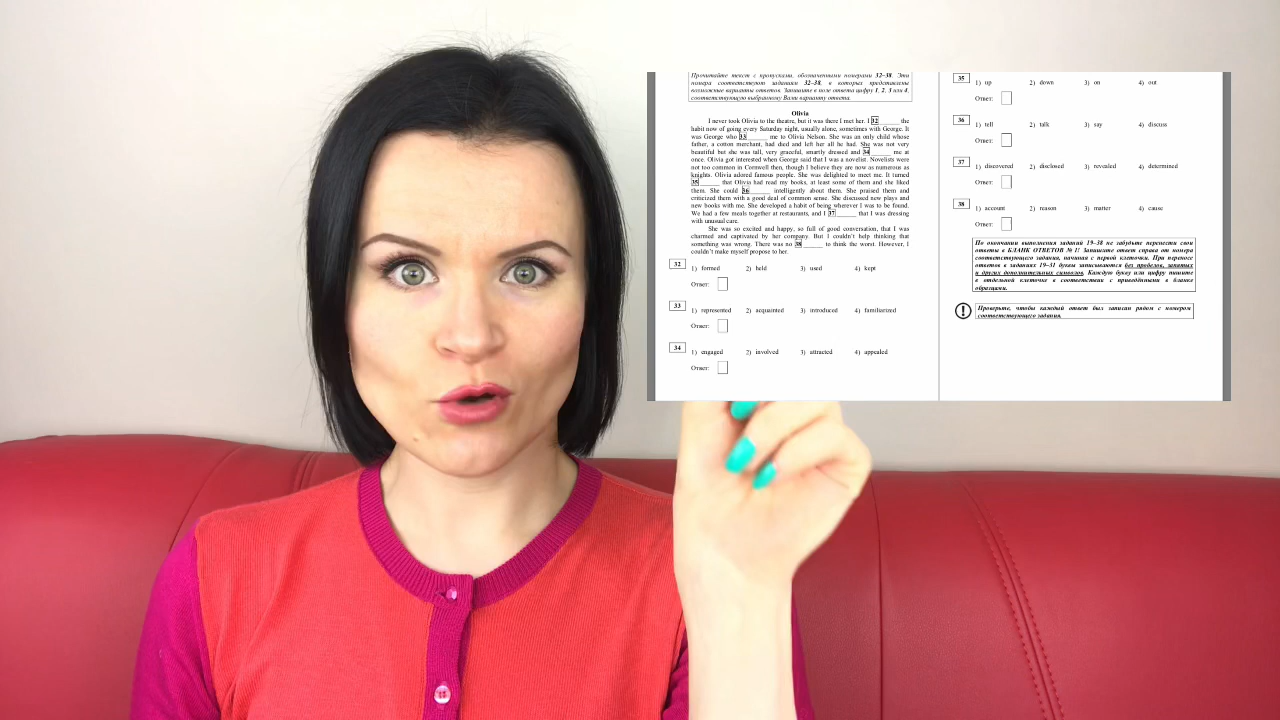 Прочитайте текст с пропусками, обозначенными номерами 32–38. Эти
номера соответствуют заданиям 32–38, в которых представлены
возможные варианты ответов. Запишите в поле ответа цифру 1, 2, 3 или 4,
соответствующую выбранному Вами варианту ответа.
Olivia
I never took Olivia to the theatre, but it was there I met her. I 32______ the
habit now of going every Saturday night, usually alone, sometimes with George. It
was George who 33______ me to Olivia Nelson. She was an only child whose
father, a cotton merchant, had died and left her all he had. She was not very
beautiful but she was tall, very graceful, smartly dressed and 34______ me at
once. Olivia got interested when George said that I was a novelist. Novelists were
not too common in Cornwell then, though I believe they are now as numerous as
knights. Olivia adored famous people. She was delighted to meet me. It turned
35______ that Olivia had read my books, at least some of them and she liked
them. She could 36______ intelligently about them. She praised them and
criticized them with a good deal of common sense. She discussed new plays and
new books with me. She developed a habit of being wherever I was to be found.
We had a few meals together at restaurants, and I 37______ that I was dressing
with unusual care.
She was so excited and happy, so full of good conversation, that I was
charmed and captivated by her company. But I couldn't help thinking that
something was wrong. There was no 38______ to think the worst. However, I
couldn't make myself propose to her.
32
1) formed 2) held 3) used 4) kept
Ответ:
33
1) represented 2) acquainted 3) introduced 4) familiarized
Ответ:
34
1) engaged 2) involved 3) attracted 4) appealed
Ответ:
35
1) up 2) down 3) on 4) out
Ответ:
36
1) tell 2) talk 3) say 4) discuss
Ответ:
37
1) discovered 2) disclosed 3) revealed 4) determined
Ответ:
38
1) account 2) reason 3) matter 4) cause
Ответ:
По окончании выполнения заданий 19–38 не забудьте перенести свои
ответы в БЛАНК ОТВЕТОВ № 1! Запишите ответ справа от номера
соответствующего задания, начиная с первой клеточки. При переносе
ответов в заданиях 19–31 буквы записываются без пробелов, запятых
и других дополнительных символов. Каждую букву или цифру пишите
в отдельной клеточке в соответствии с приведёнными в бланке
образцами.
Проверьте, чтобы каждый ответ был записан рядом с номером
соответствующего задания.